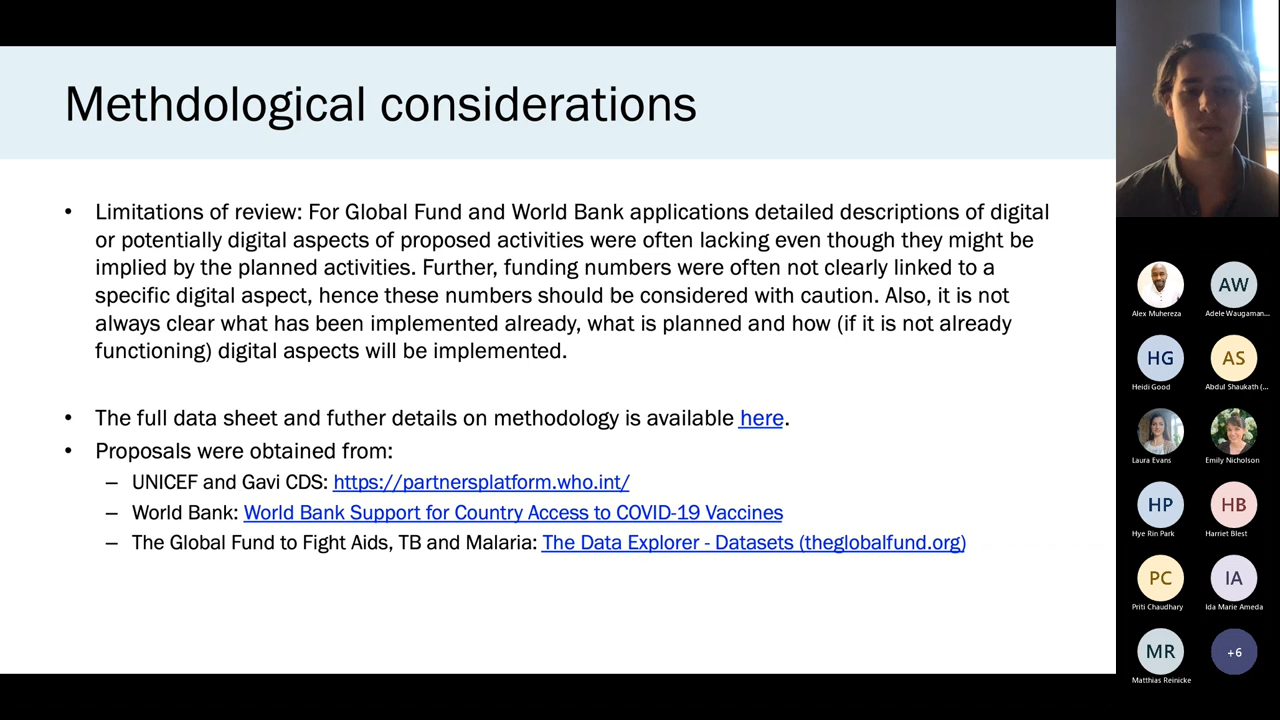 Methdological considerations
• Limitations of review: For Global Fund and World Bank applications detailed descriptions of digital
or potentially digital aspects of proposed activities were often lacking even though they might be
implied by the planned activities. Further, funding numbers were often not clearly linked to a
specific digital aspect, hence these numbers should be considered with caution. Also, it is not
always clear what has been implemented already, what is planned and how (if it is not already
functioning) digital aspects will be implemented.
• The full data sheet and futher details on methodology is available here.
• Proposals were obtained from:
– UNICEF and Gavi CDS: https://partnersplatform.who.int/
– World Bank: World Bank Support for Country Access to COVID-19 Vaccines
– The Global Fund to Fight Aids, TB and Malaria: The Data Explorer - Datasets (theglobalfund.org)
Alex Muhereza
AW
Adele Waugaman...
HG
Heidi Good
AS
Abdul Shaukath (...
Laura Evans
Emily Nicholson
HP
Hye Rin Park
HB
Harriet Blest
PC
Priti Chaudhary
IA
Ida Marie Ameda
MR
Matthias Reinicke
+6